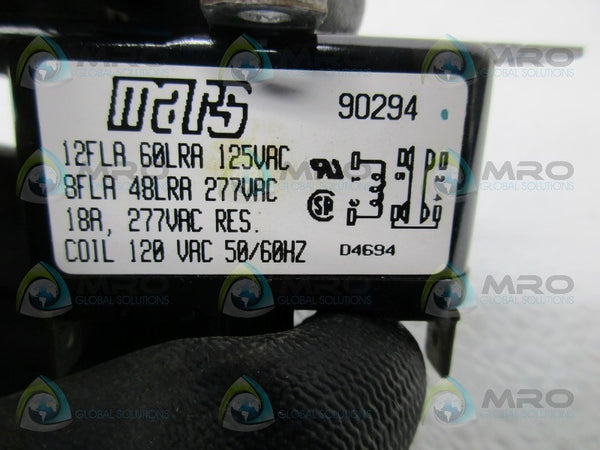 mars 90294
12FLA 60LRA 125VAC
8FLA 48LRA 277VAC
18A, 277VAC RES.
COIL 120 VAC 50/60HZ
D4694
MRO
GLOBAL SOLUTIONS